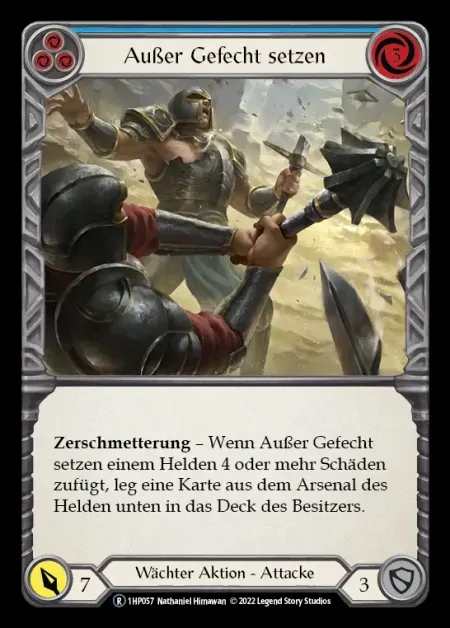 Außer Gefecht setzen
5
Zerschmetterung – Wenn Außer Gefecht
setzen einem Helden 4 oder mehr Schäden
zufügt, leg eine Karte aus dem Arsenal des
Helden unten in das Deck des Besitzers.
7
Wächter Aktion - Attacke
3
R 1HP057 Nathaniel Himawan © 2022 Legend Story Studios